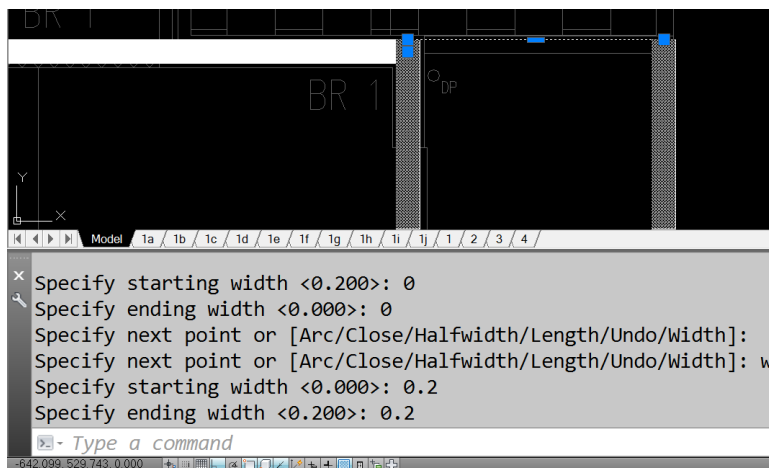 BR 1
BR 1
DP
Y
X
Model 1a 1b 1c 1d 1e 1f 1g 1h 1i 1j 1 2 3 4
Specify starting width <0.200>: 0
Specify ending width <0.000>: 0
Specify next point or [Arc/Close/Halfwidth/Length/Undo/Width]:
Specify next point or [Arc/Close/Halfwidth/Length/Undo/Width]: w
Specify starting width <0.000>: 0.2
Specify ending width <0.200>: 0.2
Type a command
-642.099, 529.743, 0.000